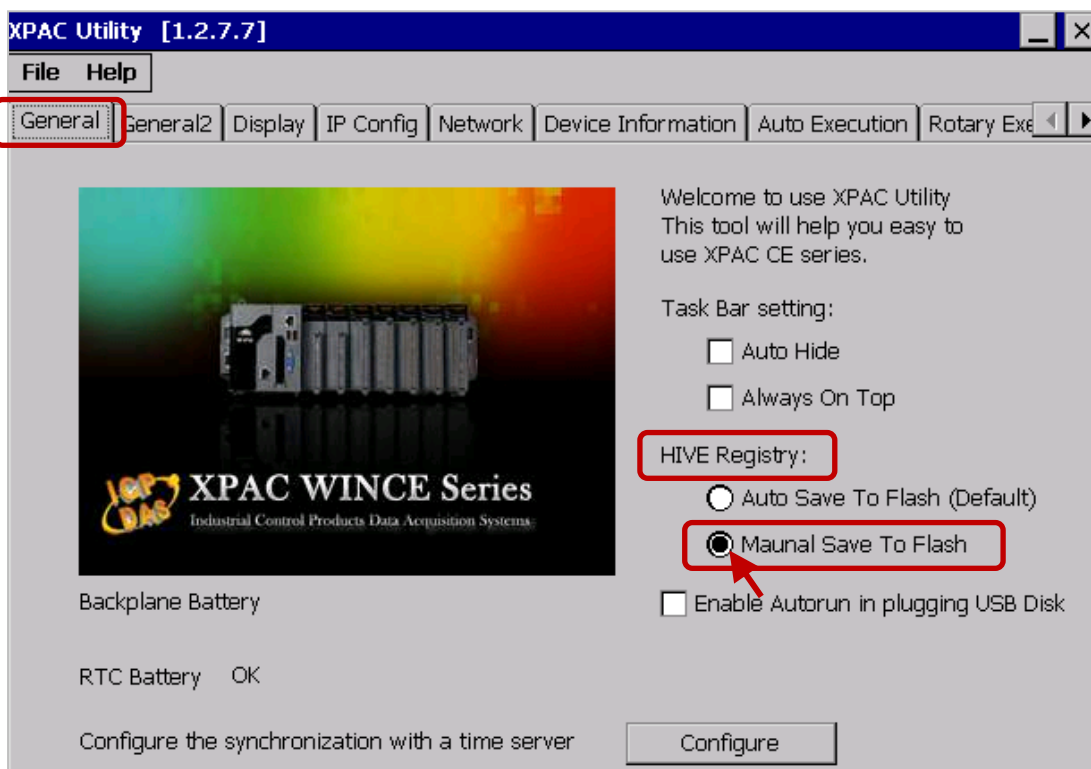 XPAC Utility [1.2.7.7]
File Help
General General2 Display IP Config Network Device Information Auto Execution Rotary Exe
Welcome to use XPAC Utility
This tool will help you easy to
use XPAC CE series.
Task Bar setting:
Auto Hide
Always On Top
HIVE Registry:
Auto Save To Flash (Default)
Maunal Save To Flash
Enable Autorun in plugging USB Disk
ICP DAS
XPAC WINCE Series
Industrial Control Products Data Acquisition Systems
Backplane Battery
RTC Battery OK
Configure the synchronization with a time server Configure